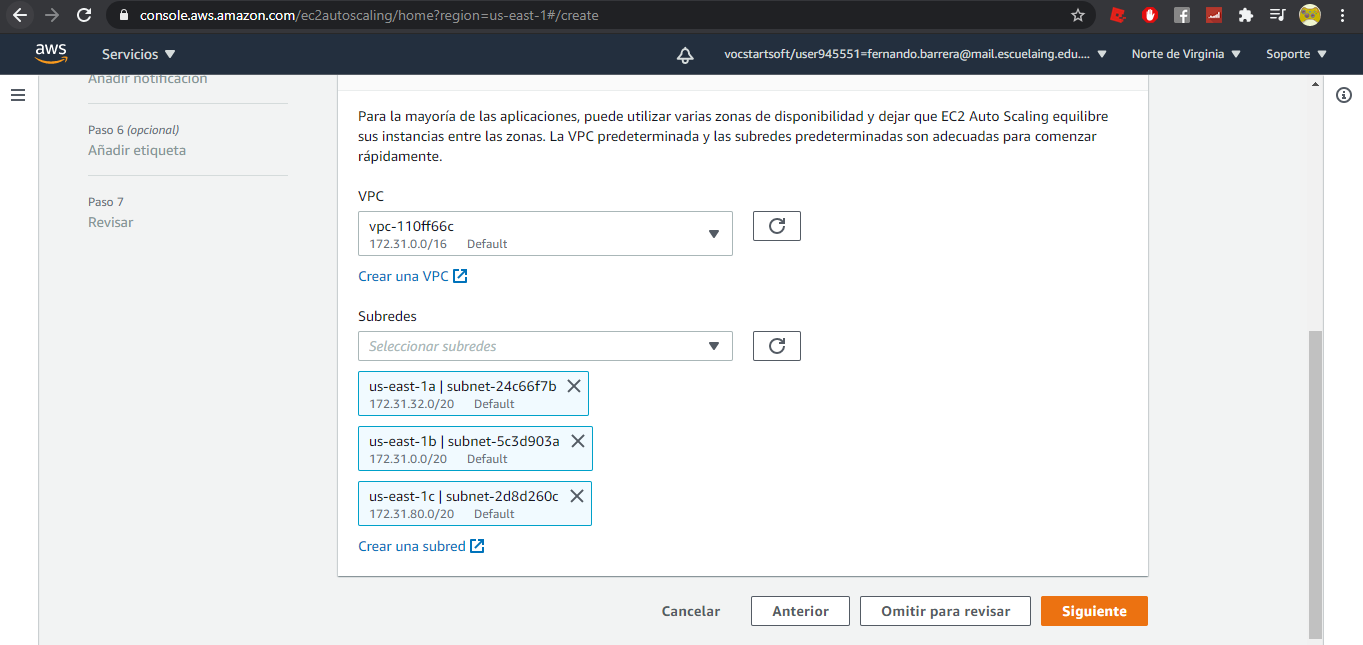 console.aws.amazon.com/ec2autoscaling/home?region=us-east-1#/create
aws
Servicios
vocstartsoft/user945551=fernando.barrera@mail.escuelaing.edu....
Norte de Virginia
Soporte
Añadir notificación
Paso 6 (opcional)
Añadir etiqueta
Paso 7
Revisar
Para la mayoría de las aplicaciones, puede utilizar varias zonas de disponibilidad y dejar que EC2 Auto Scaling equilibre
sus instancias entre las zonas. La VPC predeterminada y las subredes predeterminadas son adecuadas para comenzar
rápidamente.
VPC
vpc-110ff66c
172.31.0.0/16 Default
Crear una VPC
Subredes
Seleccionar subredes
us-east-1a | subnet-24c66f7b
172.31.32.0/20 Default
us-east-1b | subnet-5c3d903a
172.31.0.0/20 Default
us-east-1c | subnet-2d8d260c
172.31.80.0/20 Default
Crear una subred
Cancelar
Anterior
Omitir para revisar
Siguiente